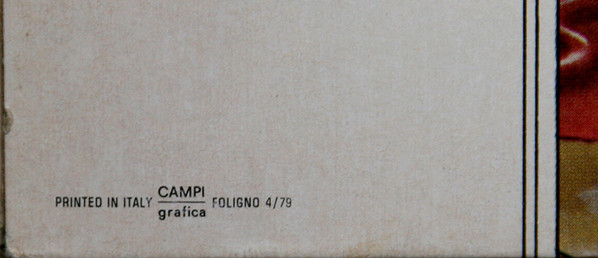 PRINTED IN ITALY CAMPI grafica FOLIGNO 4/79